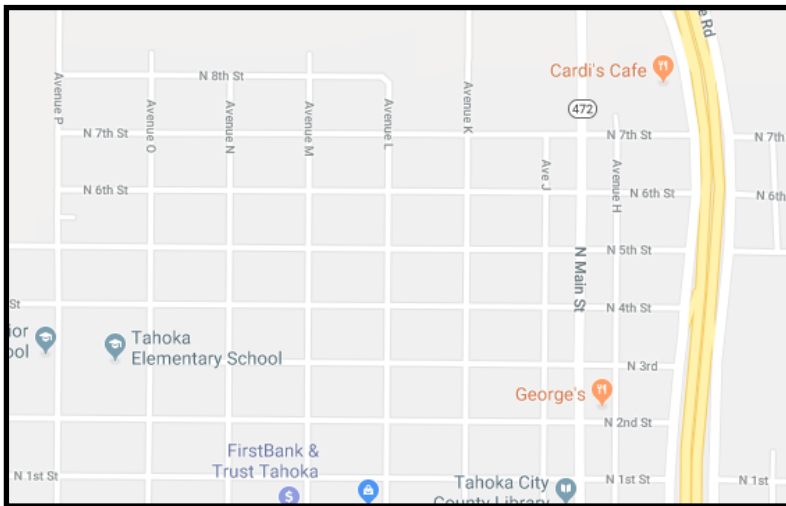 e Rd
Cardi's Cafe
N 8th St
Avenue P
Avenue O
Avenue N
Avenue M
Avenue L
Avenue K
472
N 7th St
N 7th St
N 7th
Ave J
Avenue H
N 6th St
N 6th St
N 6th
N Main St
N 5th St
St
N 4th St
ior
ool
Tahoka
Elementary School
N 3rd
George's
N 2nd St
FirstBank &
Trust Tahoka
$
N 1st St
Tahoka City
County Library
N 1st St
N 1st